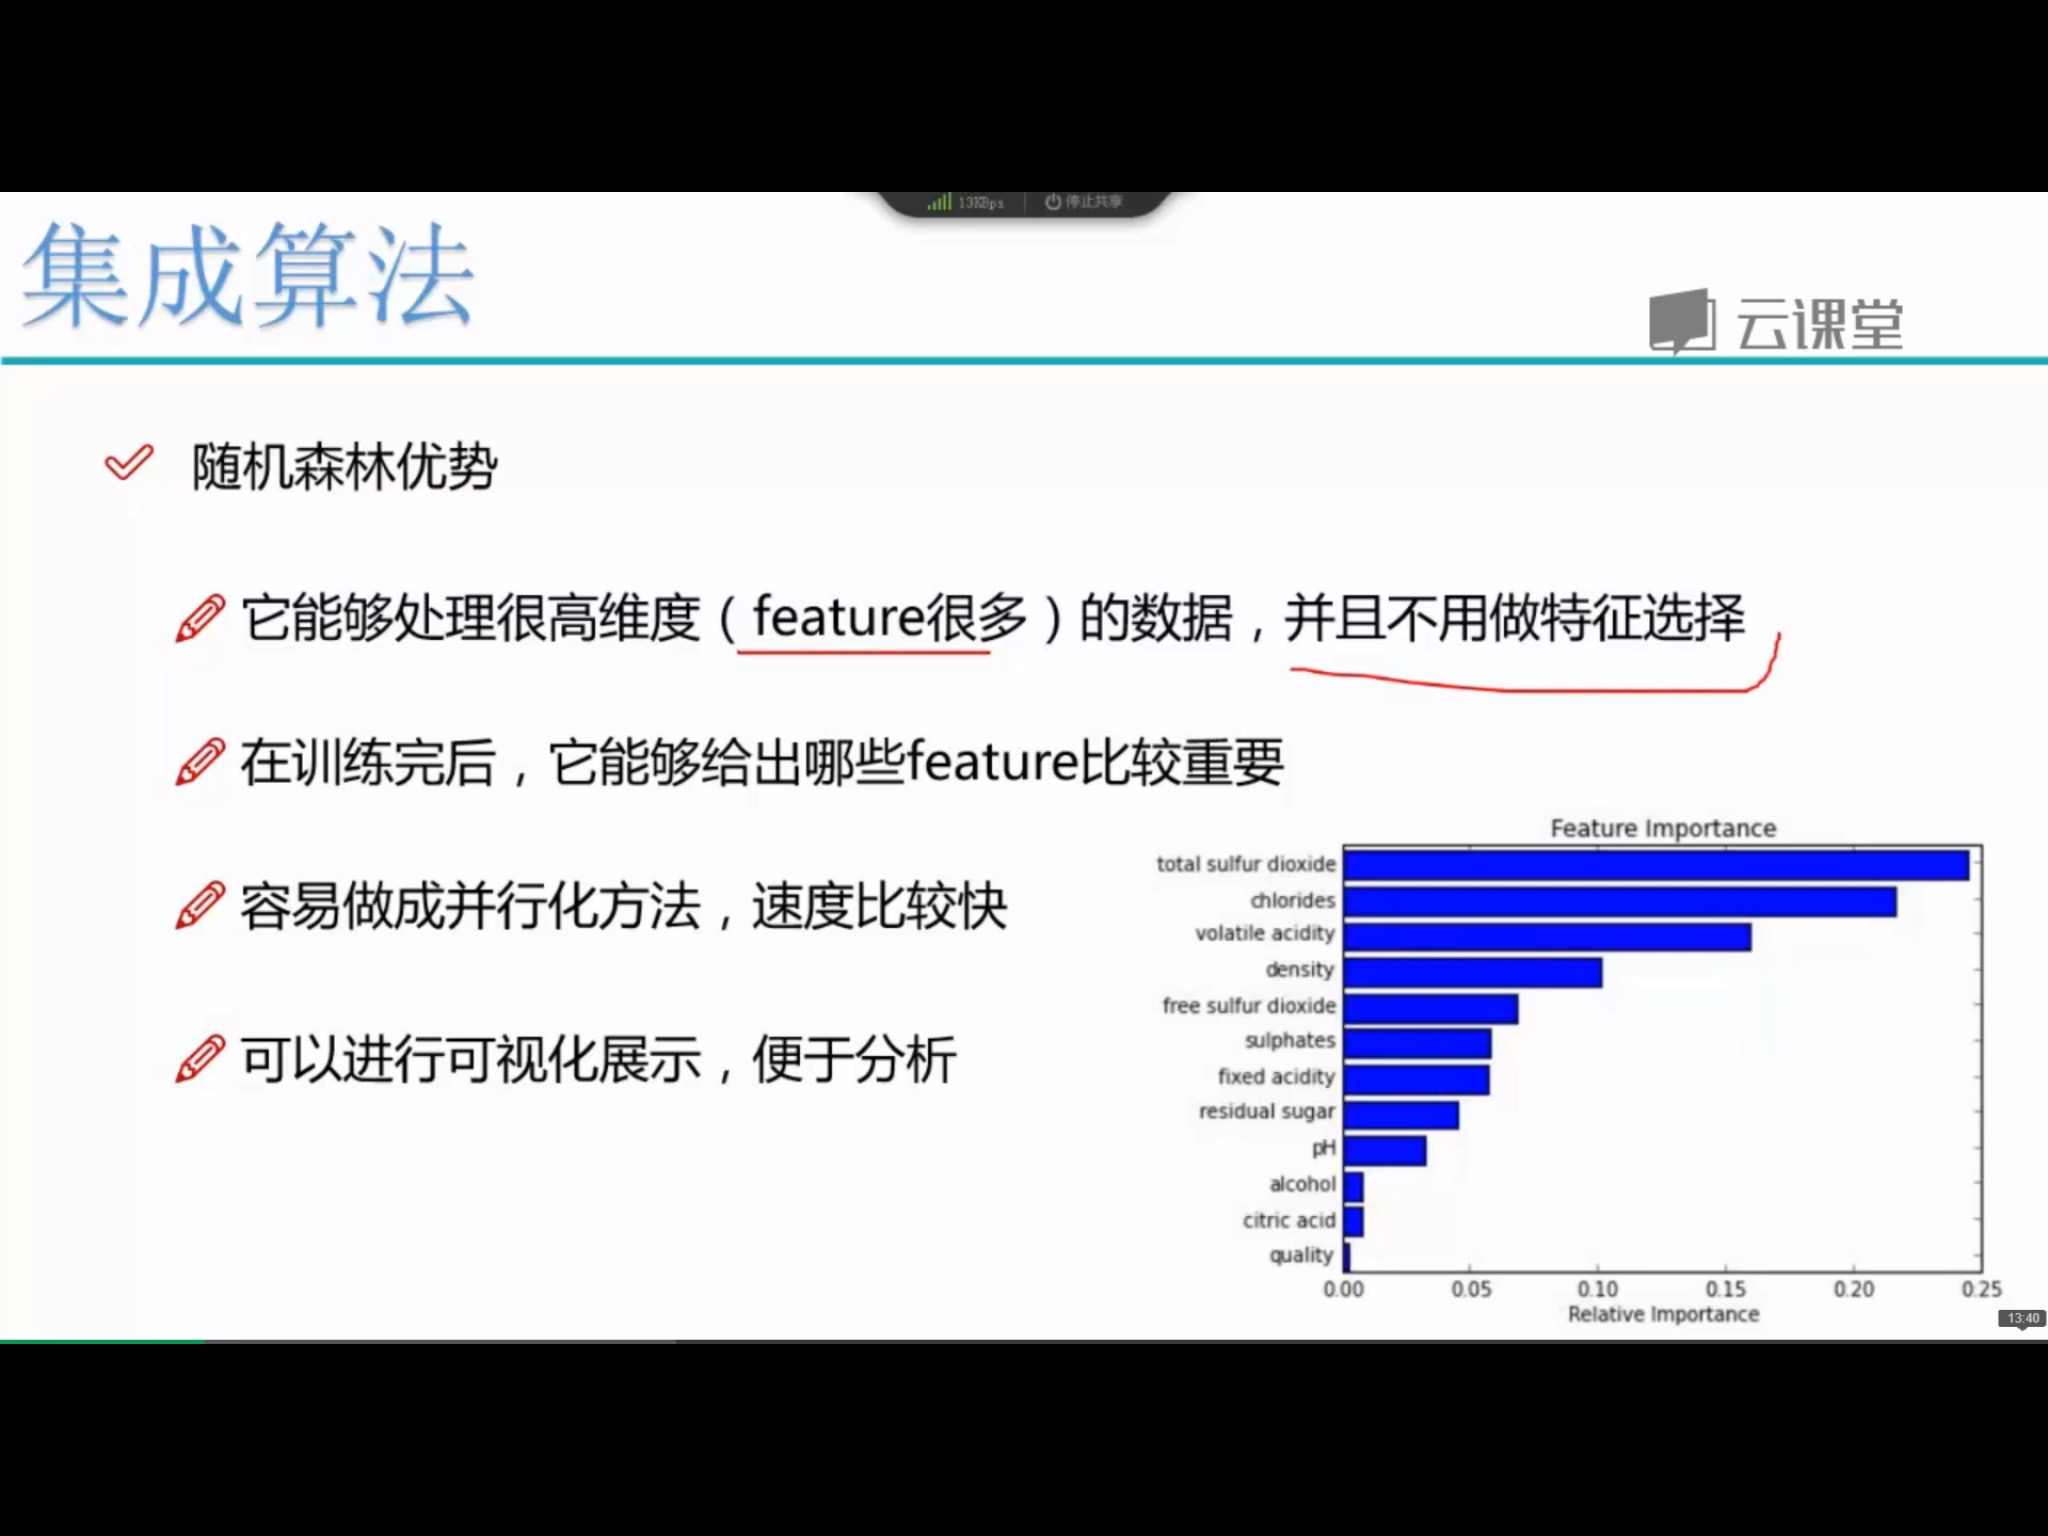 13KBps 停止共享
集成算法
云课堂
随机森林优势
它能够处理很高维度（feature很多）的数据，并且不用做特征选择
在训练完后，它能够给出哪些feature比较重要
容易做成并行化方法，速度比较快
可以进行可视化展示，便于分析
Feature Importance
total sulfur dioxide
chlorides
volatile acidity
density
free sulfur dioxide
sulphates
fixed acidity
residual sugar
pH
alcohol
citric acid
quality
0.00 0.05 0.10 0.15 0.20 0.25
Relative Importance
13:40